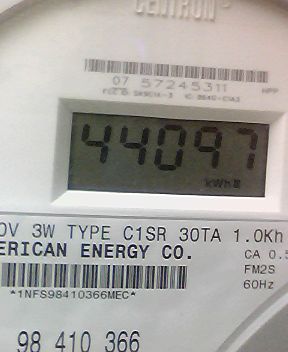 CENTRON
07 57245311
44097
kWh
0V 3W TYPE C1SR 30TA 1.0Kh
ERICAN ENERGY CO.
CA 0.5
FM2S
*1NFS98410366MEC*
60Hz
98 410 366